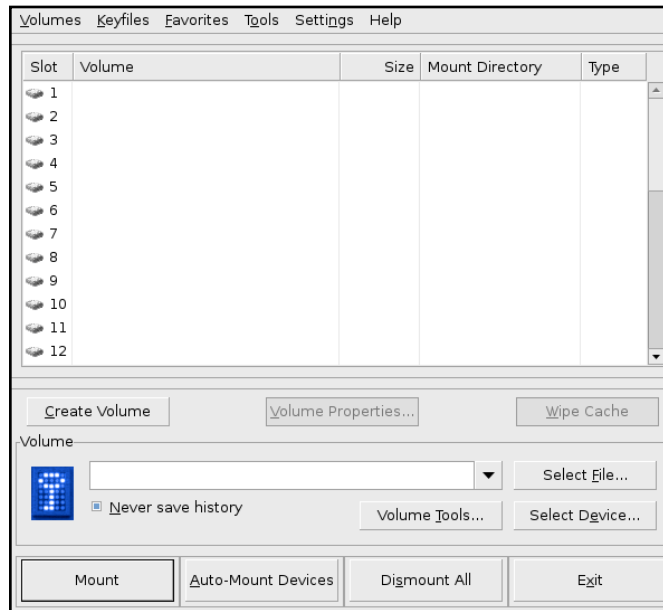 Volumes Keyfiles Favorites Tools Settings Help
Slot Volume Size Mount Directory Type
1
2
3
4
5
6
7
8
9
10
11
12
Create Volume Volume Properties... Wipe Cache
Volume
Select File...
Never save history
Volume Tools... Select Device...
Mount Auto-Mount Devices Dismount All Exit